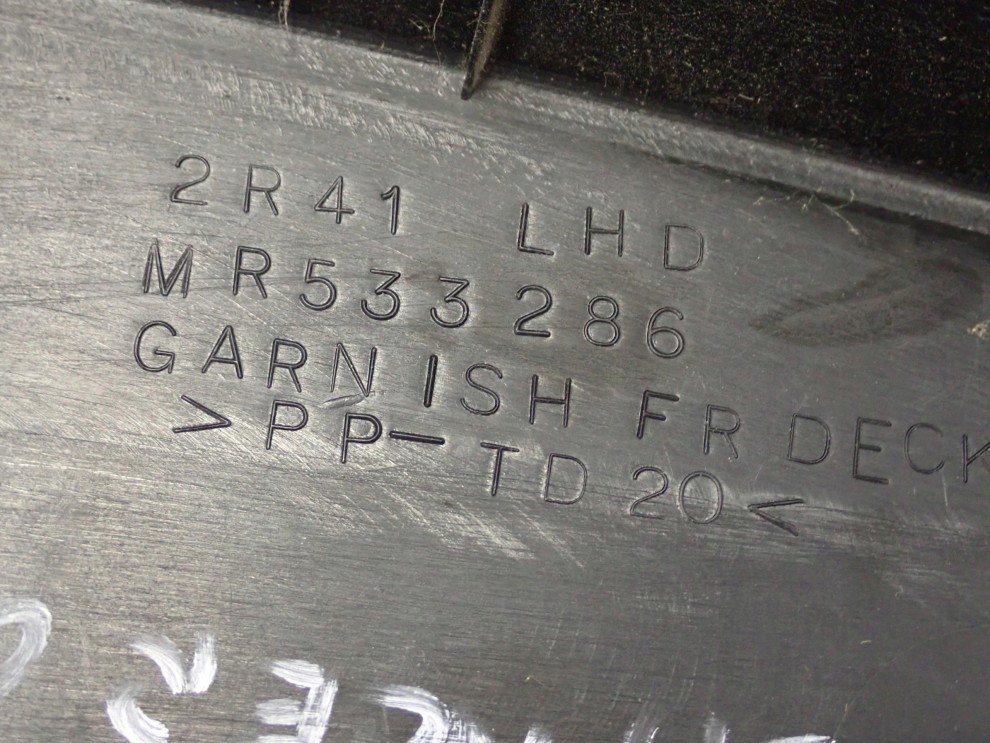 2R41 LHD
MR533286
GARNISH FR DECK
>PP-TD20<